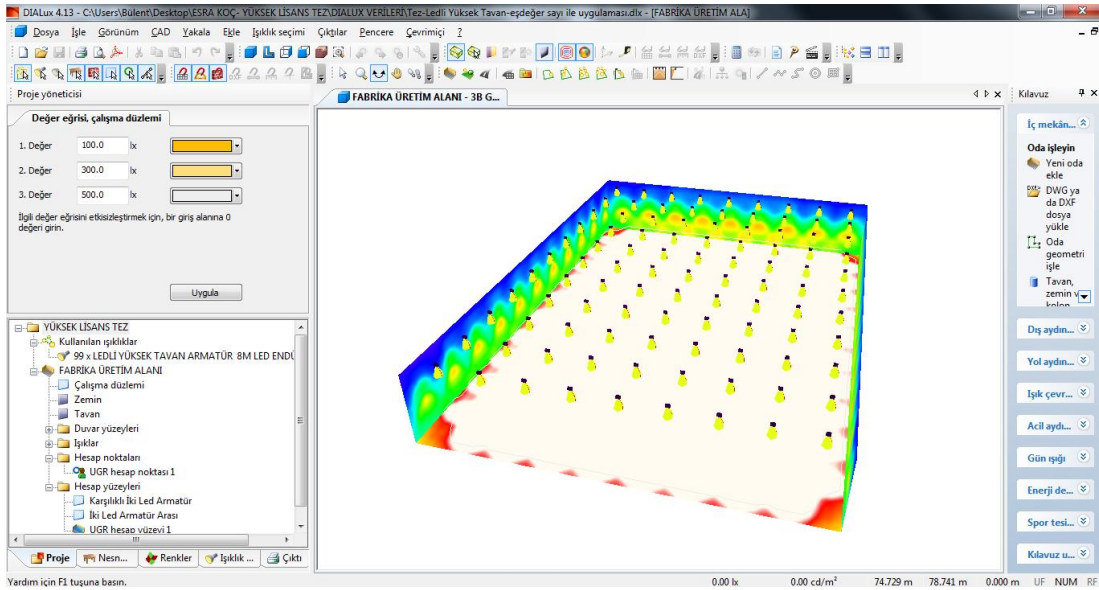 DIALux 4.13 - C:\Users\Bülent\Desktop\ESRA KOÇ- YÜKSEK LİSANS TEZ\DIALUX VERİLERİ\Tez-Ledli Yüksek Tavan-eşdeğer sayı ile uygulaması.dlx - [FABRİKA ÜRETİM ALA]
Dosya İşle Görünüm CAD Yakala Ekle Işıklık seçimi Çıktılar Pencere Çevrimiçi ?
Proje yöneticisi
Değer eğrisi, çalışma düzlemi
1. Değer 100.0 lx
2. Değer 300.0 lx
3. Değer 500.0 lx
İlgili değer eğrisi etkisizleştirmek için, bir giriş alanına 0
değeri girin.
Uygula
YÜKSEK LİSANS TEZ
Kullanılan ışıklıklar
99 x LEDLİ YÜKSEK TAVAN ARMATÜR 8M LED ENDÜ
FABRİKA ÜRETİM ALANI
Çalışma düzlemi
Zemin
Tavan
Duvar yüzeyleri
Işıklar
Hesap noktaları
UGR hesap noktası 1
Hesap yüzeyleri
Karşılıklı İki Led Armatür
İki Led Armatür Arası
UGR hesap yüzeyi 1
Proje Nesn... Renkler Işıklık ... Çıktı
FABRİKA ÜRETİM ALANI - 3B G...
Kılavuz
İç mekân...
Oda işleyin
Yeni oda
ekle
DWG ya
da DXF
dosya
yükle
Oda
geometri
işle
Tavan,
zemin v
kolon
Dış aydın...
Yol aydın...
Işık çevr...
Acil aydı...
Gün ışığı
Enerji de...
Spor tesi...
Kılavuz u...
Yardım için F1 tuşuna basın. 0.00 lx 0.00 cd/m² 74.729 m 78.741 m 0.000 m UF NUM RF